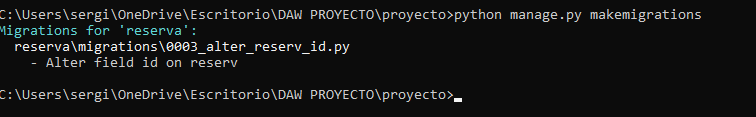 C:\Users\sergi\OneDrive\Escritorio\DAW PROYECTO\proyecto>python manage.py makemigrations
Migrations for 'reserva':
  reserva\migrations\0003_alter_reserv_id.py
    - Alter field id on reserv
C:\Users\sergi\OneDrive\Escritorio\DAW PROYECTO\proyecto>